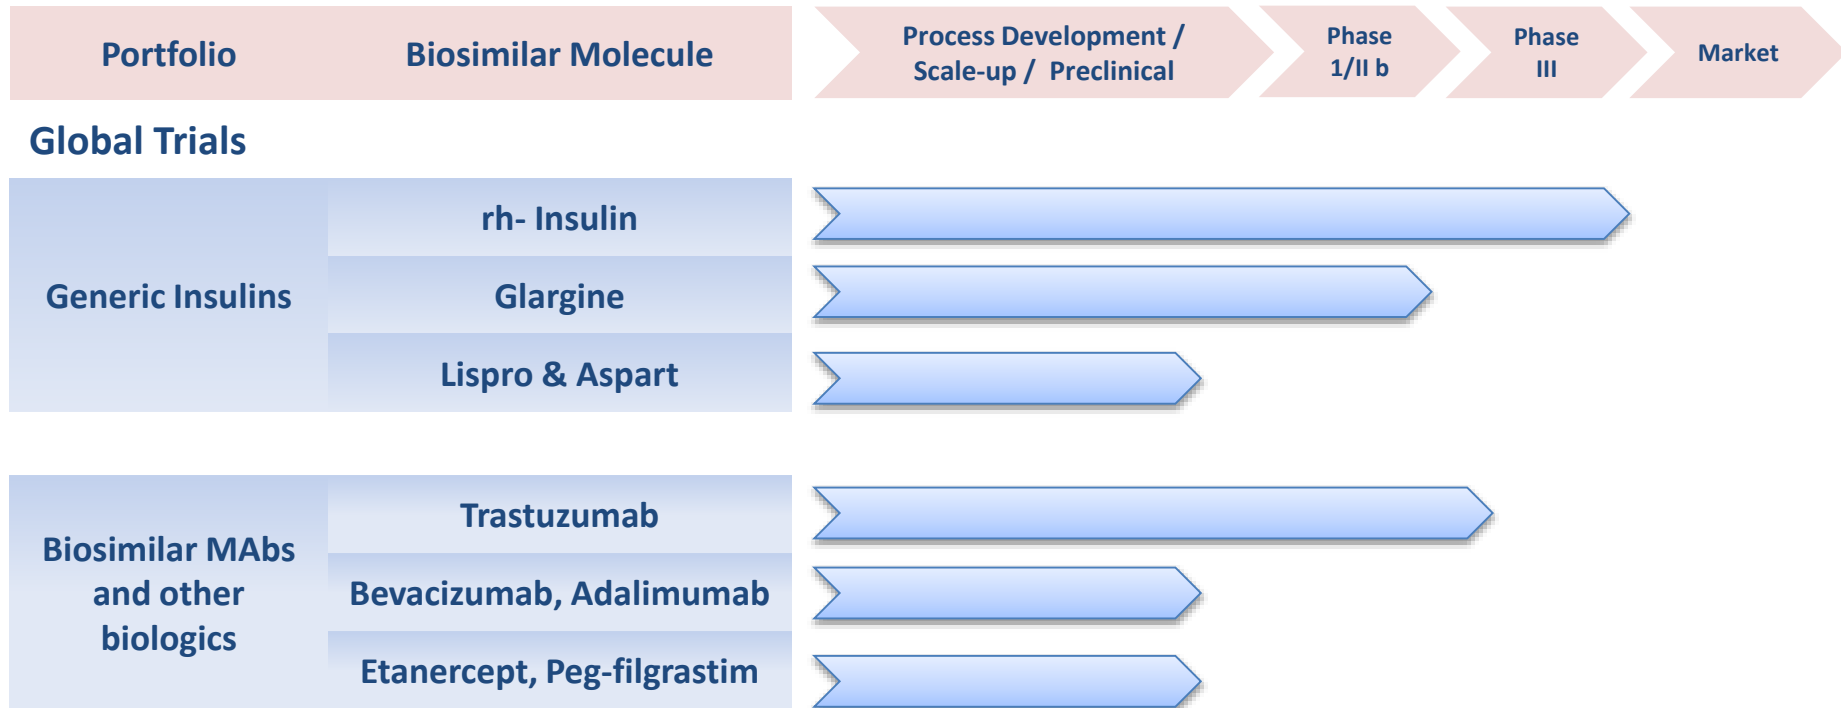 Portfolio
Biosimilar Molecule
Process Development /
Scale-up / Preclinical
Phase
1/II b
Phase
III
Market
Global Trials
Generic Insulins
rh- Insulin
Glargine
Lispro & Aspart
Biosimilar MAbs
and other
biologics
Trastuzumab
Bevacizumab, Adalimumab
Etanercept, Peg-filgrastim